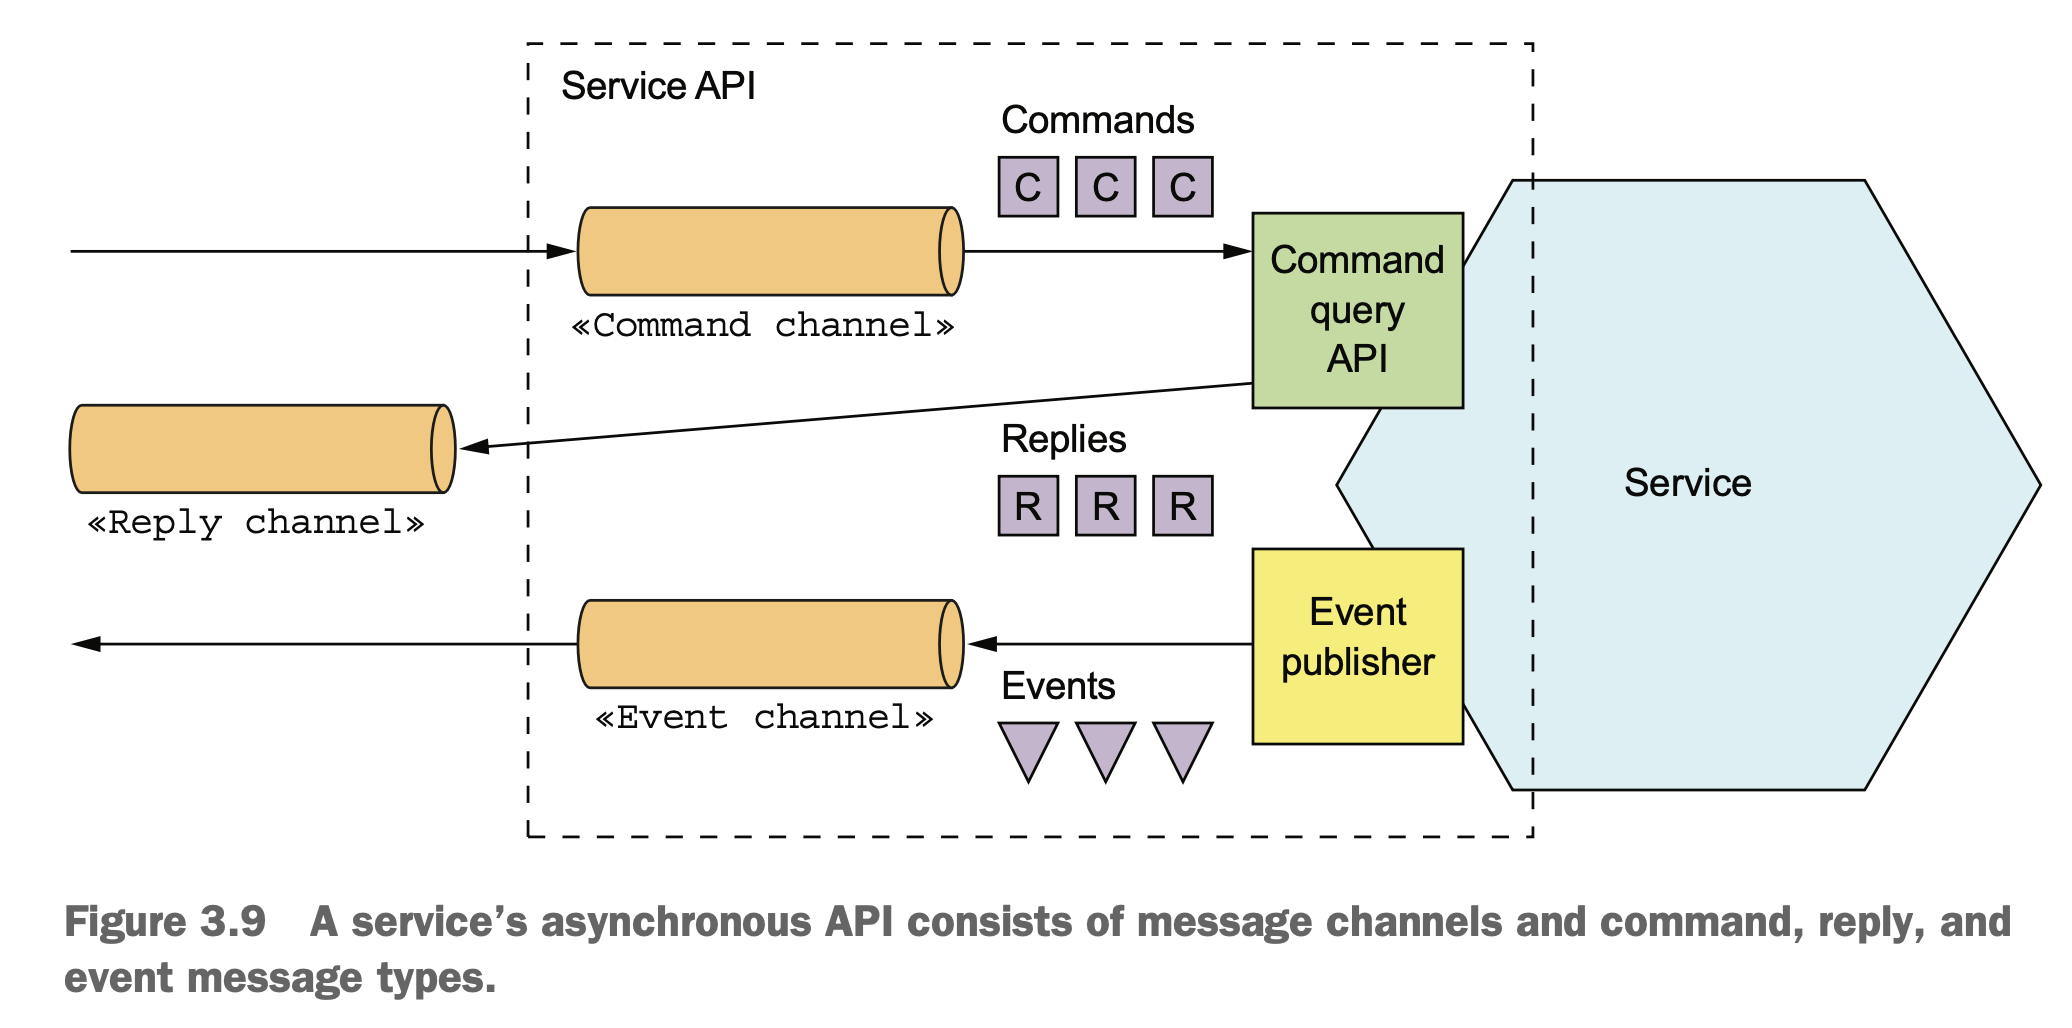 Service API
Commands
C C C
Command
query
API
«Command channel»
Replies
R R R
«Reply channel»
Service
Event
publisher
Events
«Event channel»
Figure 3.9 A service’s asynchronous API consists of message channels and command, reply, and
event message types.